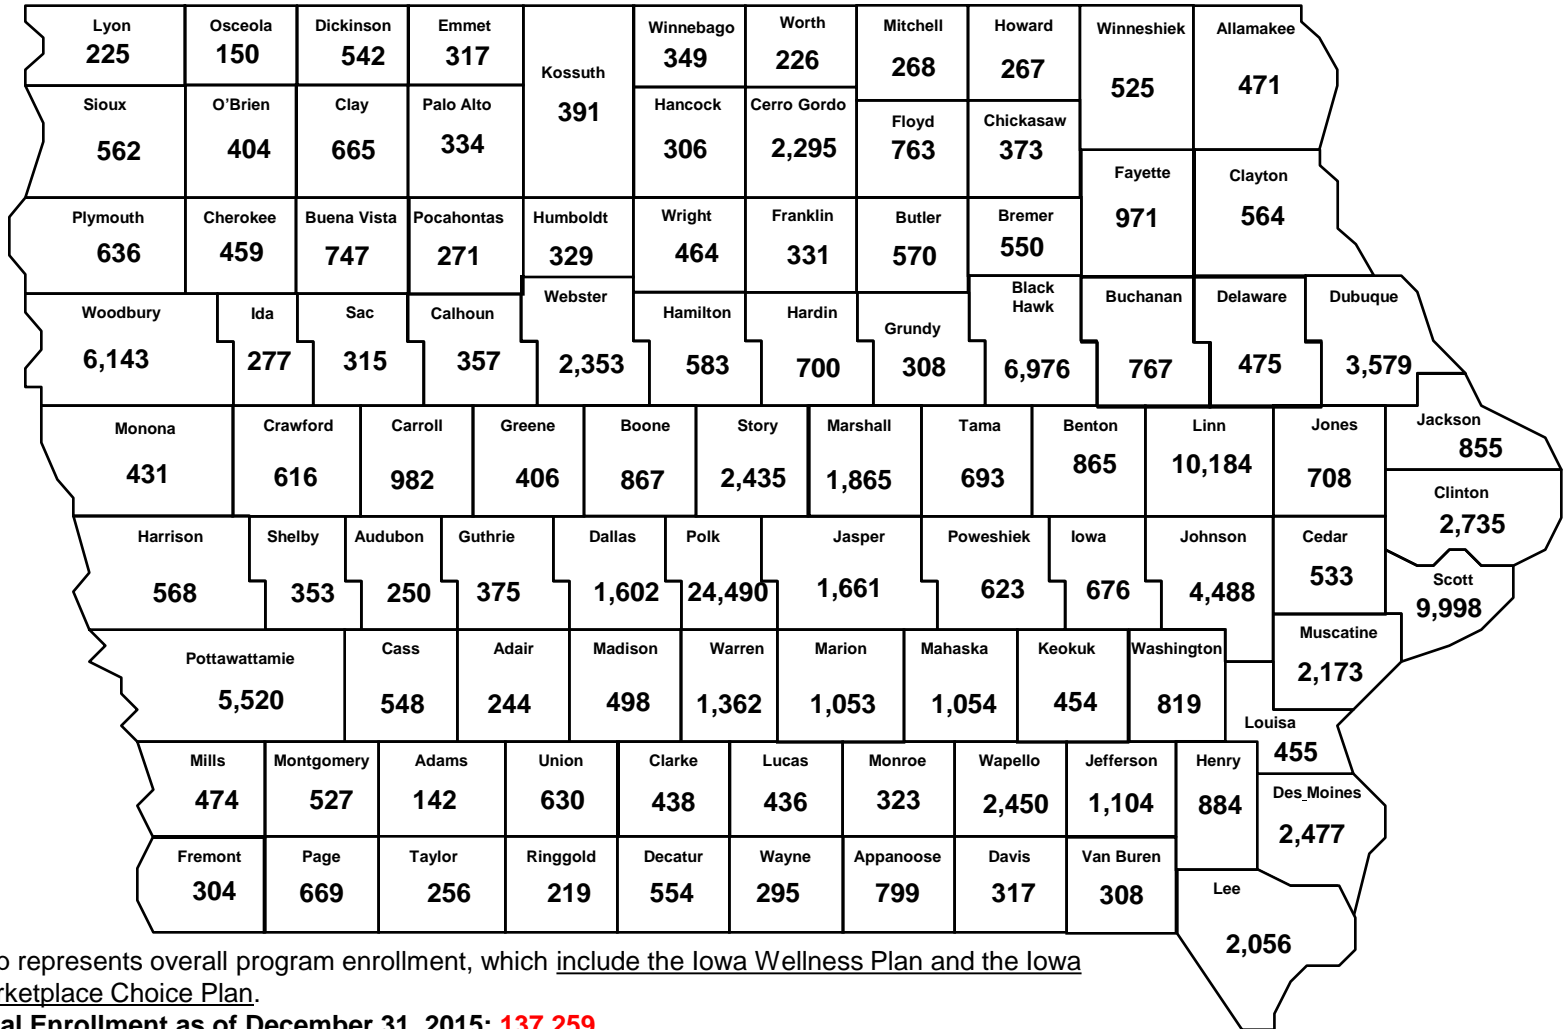 Lyon Osceola Dickinson Emmet Kossuth Winnebago Worth Mitchell Howard Winneshiek Allamakee
225 150 542 317 391 349 226 268 267 525 471
Sioux O'Brien Clay Palo Alto Hancock Cerro Gordo Floyd Chickasaw
562 404 665 334 306 2,295 763 373
Fayette Clayton
971 564
Plymouth Cherokee Buena Vista Pocahontas Humboldt Wright Franklin Butler Bremer
636 459 747 271 329 464 331 570 550
Woodbury Ida Sac Calhoun Webster Hamilton Hardin Grundy Black Hawk Buchanan Delaware Dubuque
6,143 277 315 357 2,353 583 700 308 6,976 767 475 3,579
Monona Crawford Carroll Greene Boone Story Marshall Tama Benton Linn Jones Jackson
431 616 982 406 867 2,435 1,865 693 865 10,184 708 855
Clinton
2,735
Harrison Shelby Audubon Guthrie Dallas Polk Jasper Poweshiek Iowa Johnson Cedar Scott
568 353 250 375 1,602 24,490 1,661 623 676 4,488 533 9,998
Muscatine
2,173
Pottawattamie Cass Adair Madison Warren Marion Mahaska Keokuk Washington Louisa
5,520 548 244 498 1,362 1,053 1,054 454 819 455
Mills Montgomery Adams Union Clarke Lucas Monroe Wapello Jefferson Henry Des Moines
474 527 142 630 438 436 323 2,450 1,104 884 2,477
Fremont Page Taylor Ringgold Decatur Wayne Appanoose Davis Van Buren Lee
304 669 256 219 554 295 799 317 308 2,056
o represents overall program enrollment, which include the Iowa Wellness Plan and the Iowa
rketplace Choice Plan.
al Enrollment as of December 31, 2015: 137,259